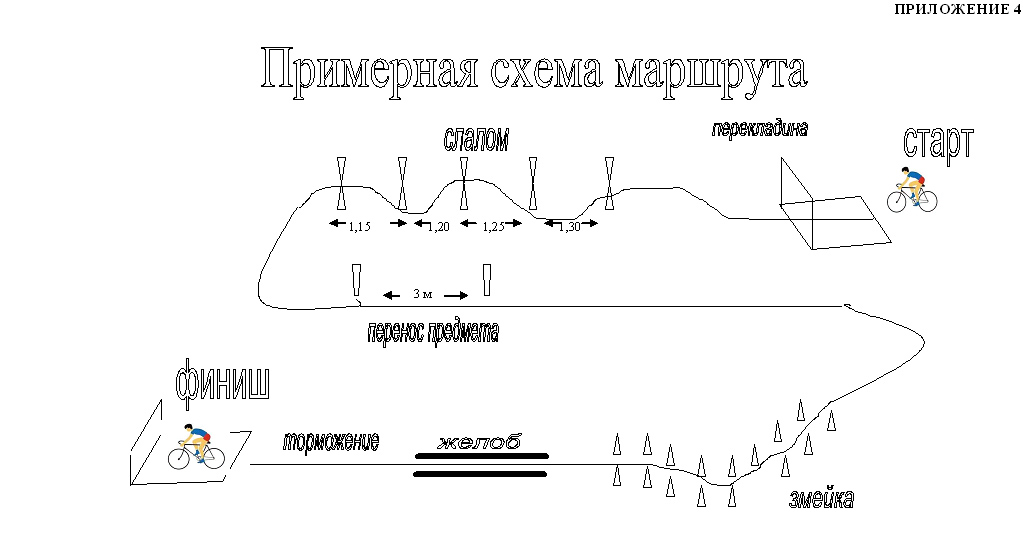 ПРИЛОЖЕНИЕ 4
Примерная схема маршрута
перекладина
старт
слалом
1,15
1,20
1,25
1,30
3 м
перенос предмета
финиш
торможение
желоб
змейка